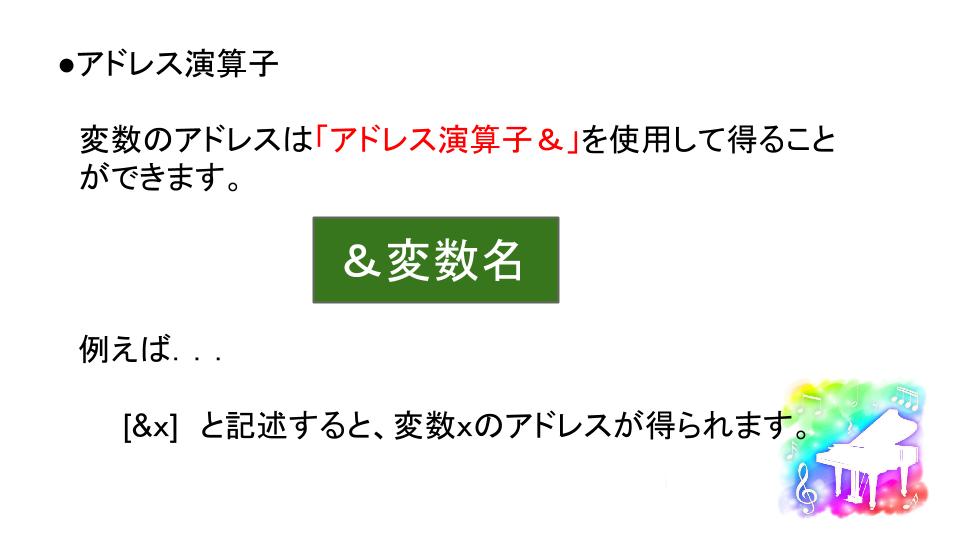 ●アドレス演算子
変数のアドレスは「アドレス演算子＆」を使用して得ること
ができます。
＆変数名
例えば．．．
[&x]　と記述すると、変数xのアドレスが得られます。